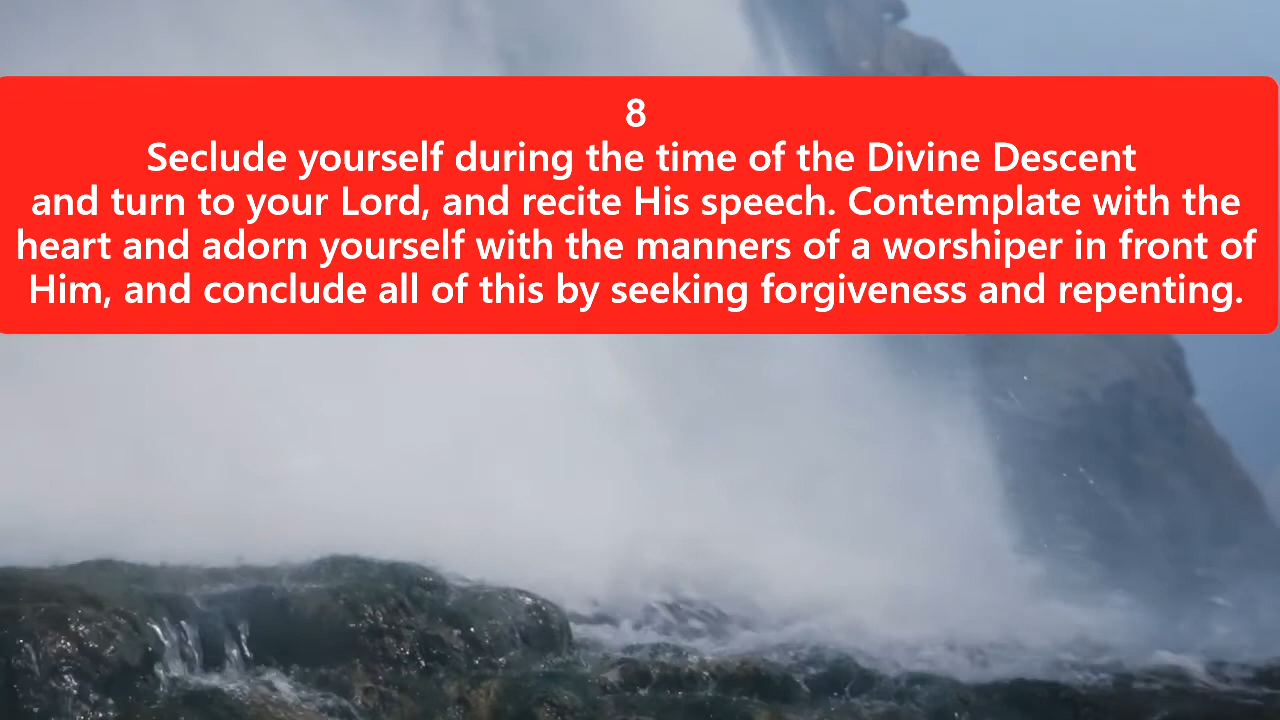 8
Seclude yourself during the time of the Divine Descent
and turn to your Lord, and recite His speech. Contemplate with the
heart and adorn yourself with the manners of a worshiper in front of
Him, and conclude all of this by seeking forgiveness and repenting.